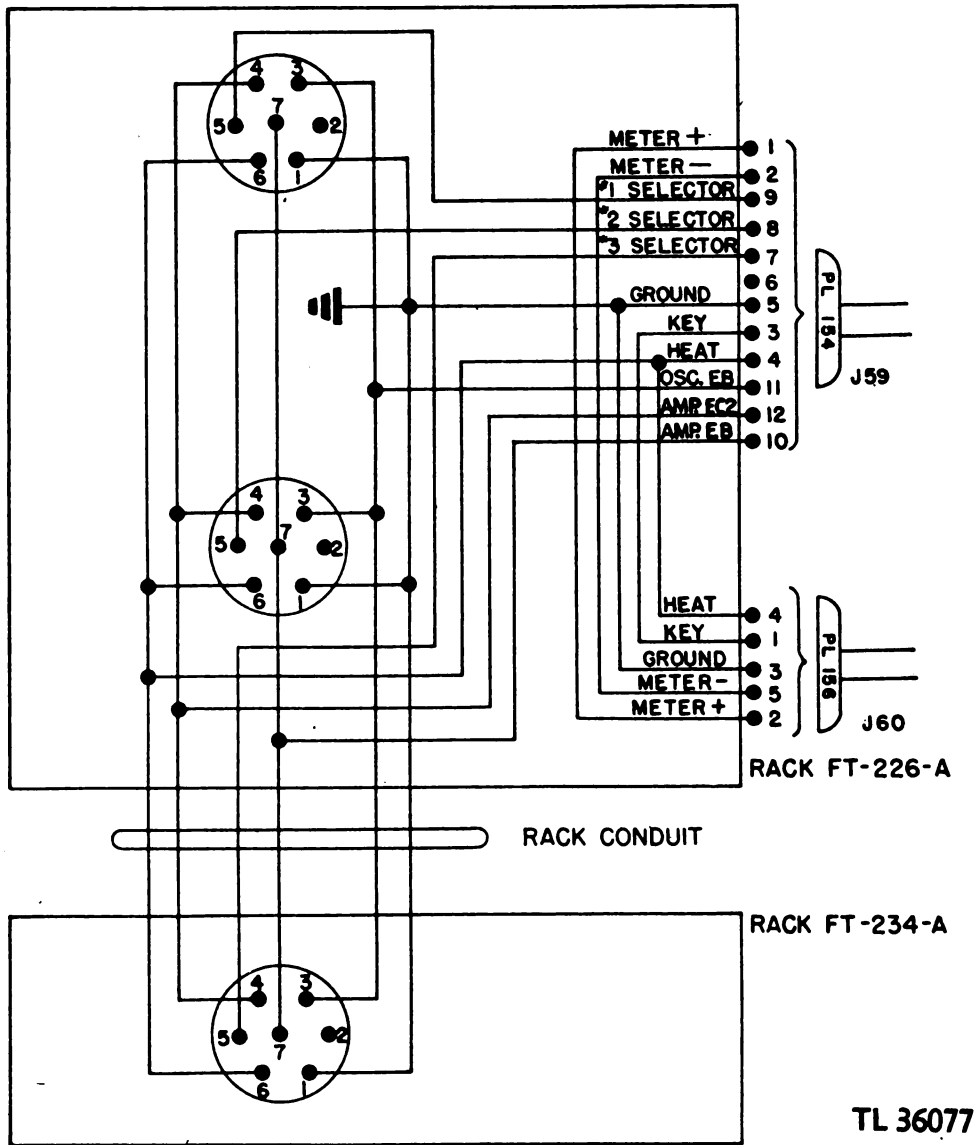 4 3
7
5 2
6 1
METER + 1
METER – 2
#1 SELECTOR 9
#2 SELECTOR 8
#3 SELECTOR 7
6
GROUND 5
KEY 3
HEAT 4
OSC. EB 11
AMP. EC2 12
AMP. EB 10
PL 154
J59
4 3
7
5 2
6 1
HEAT 4
KEY 1
GROUND 3
METER - 5
METER + 2
PL 156
J60
RACK FT-226-A
RACK CONDUIT
RACK FT-234-A
4 3
5 7 2
6 1
TL 36077